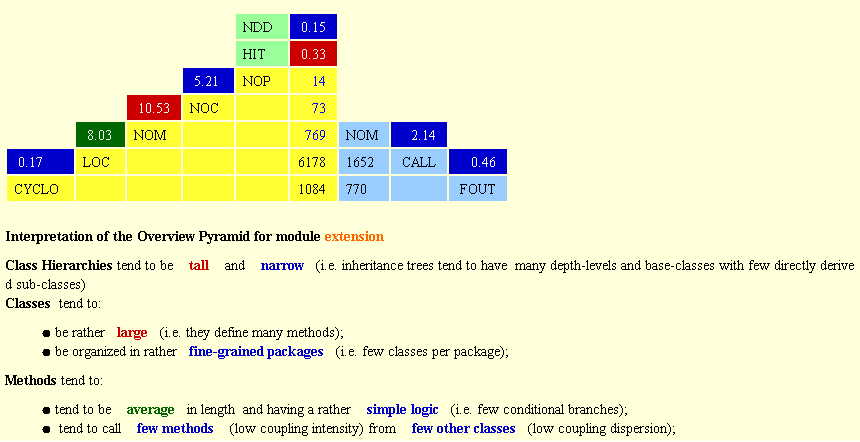 NDD 0.15
HIT 0.33
5.21 NOP 14
10.53 NOC 73
8.03 NOM 769 NOM 2.14
0.17 LOC 6178 1652 CALL 0.46
CYCLO 1084 770 FOUT
Interpretation of the Overview Pyramid for module extension
Class Hierarchies tend to be tall and narrow (i.e. inheritance trees tend to have many depth-levels and base-classes with few directly derive
d sub-classes)
Classes tend to:
● be rather large (i.e. they define many methods);
● be organized in rather fine-grained packages (i.e. few classes per package);
Methods tend to:
● tend to be average in length and having a rather simple logic (i.e. few conditional branches);
● tend to call few methods (low coupling intensity) from few other classes (low coupling dispersion);